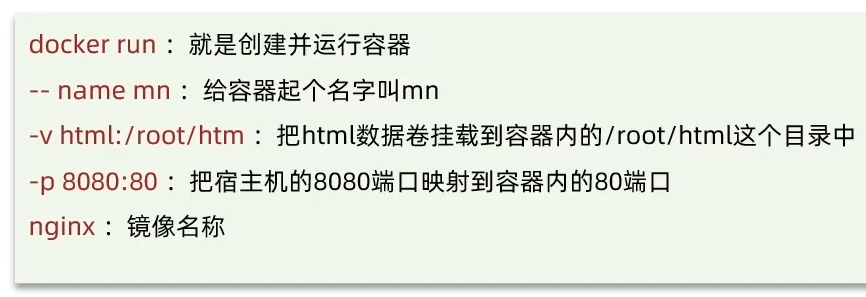 docker run ：就是创建并运行容器
-- name mn ：给容器起个名字叫mn
-v html:/root/htm ：把html数据卷挂载到容器内的/root/html这个目录中
-p 8080:80 ：把宿主机的8080端口映射到容器内的80端口
nginx ：镜像名称